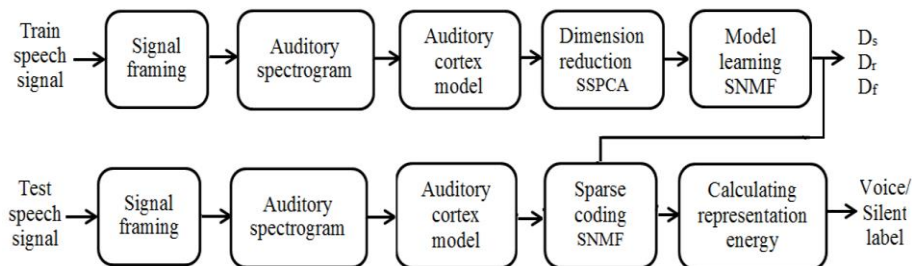 Train
speech
signal
Signal
framing
Auditory
spectrogram
Auditory
cortex
model
Dimension
reduction
SSPCA
Model
learning
SNMF
Ds
Dr
Df
Test
speech
signal
Signal
framing
Auditory
spectrogram
Auditory
cortex
model
Sparse
coding
SNMF
Calculating
representation
energy
Voice/
Silent
label